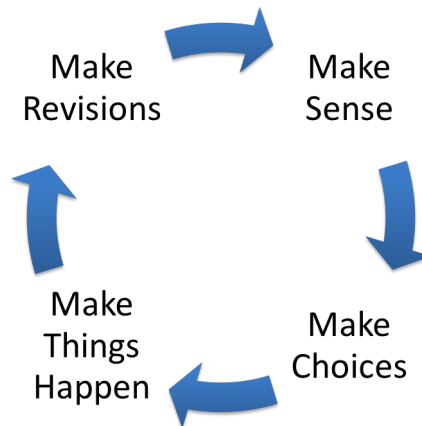 Make
Revisions
Make
Sense
Make
Choices
Make
Things
Happen